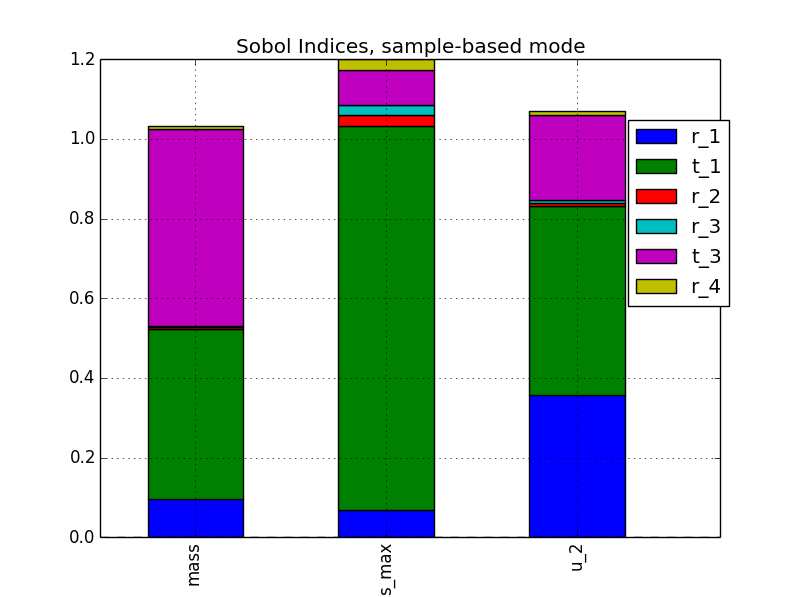 Sobol Indices, sample-based mode
1.2
1.0
0.8
0.6
0.4
0.2
0.0
mass
s_max
u_2
r_1
t_1
r_2
r_3
t_3
r_4